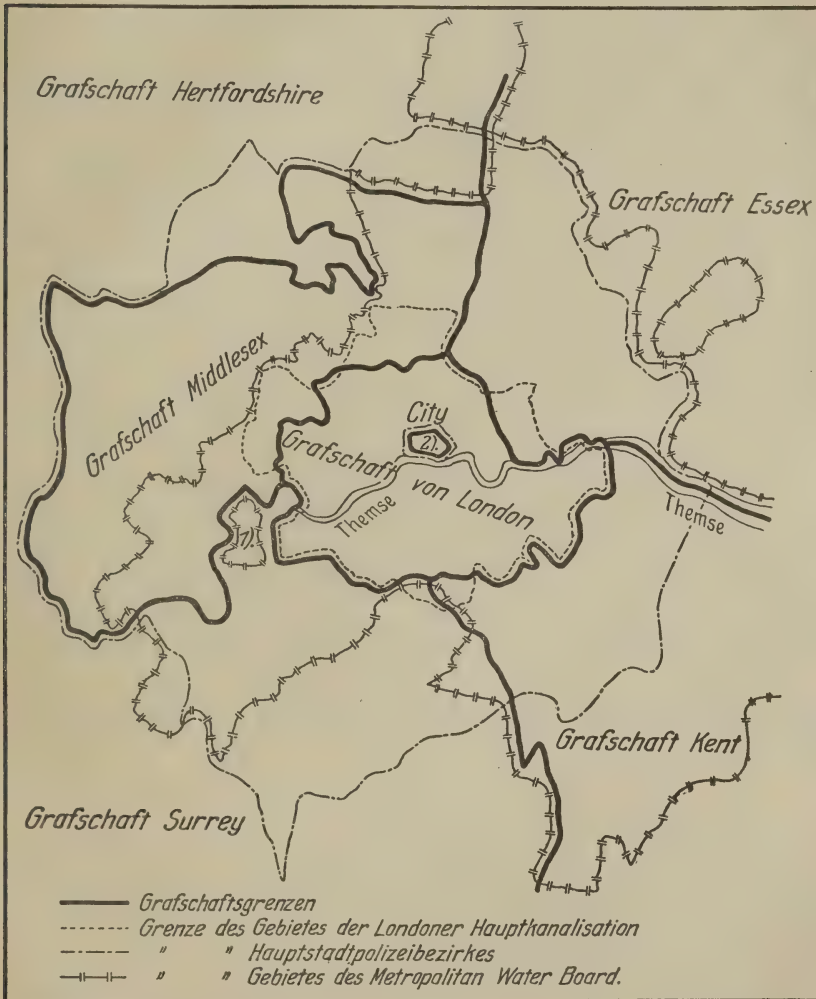 Grafschaft Hertfordshire
Grafschaft Essex
Grafschaft Middlesex
City
2).
Grafschaft von London
Themse
Themse
1).
Grafschaft Kent
Grafschaft Surrey
Grafschaftsgrenzen
Grenze des Gebietes der Londoner Hauptkanalisation
" " Hauptstadtpolizeibezirkes
" " Gebietes des Metropolitan Water Board.